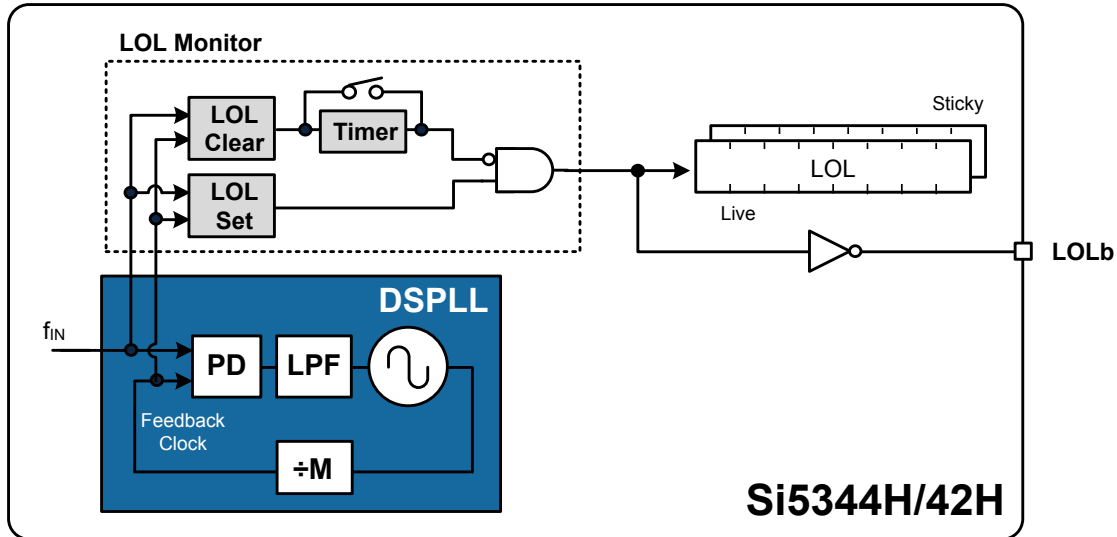 LOL Monitor
LOL
Clear
Timer
LOL
Set
Sticky
LOL
Live
LOLb
DSPLL
fIN
PD
LPF
Feedback
Clock
÷M
Si5344H/42H